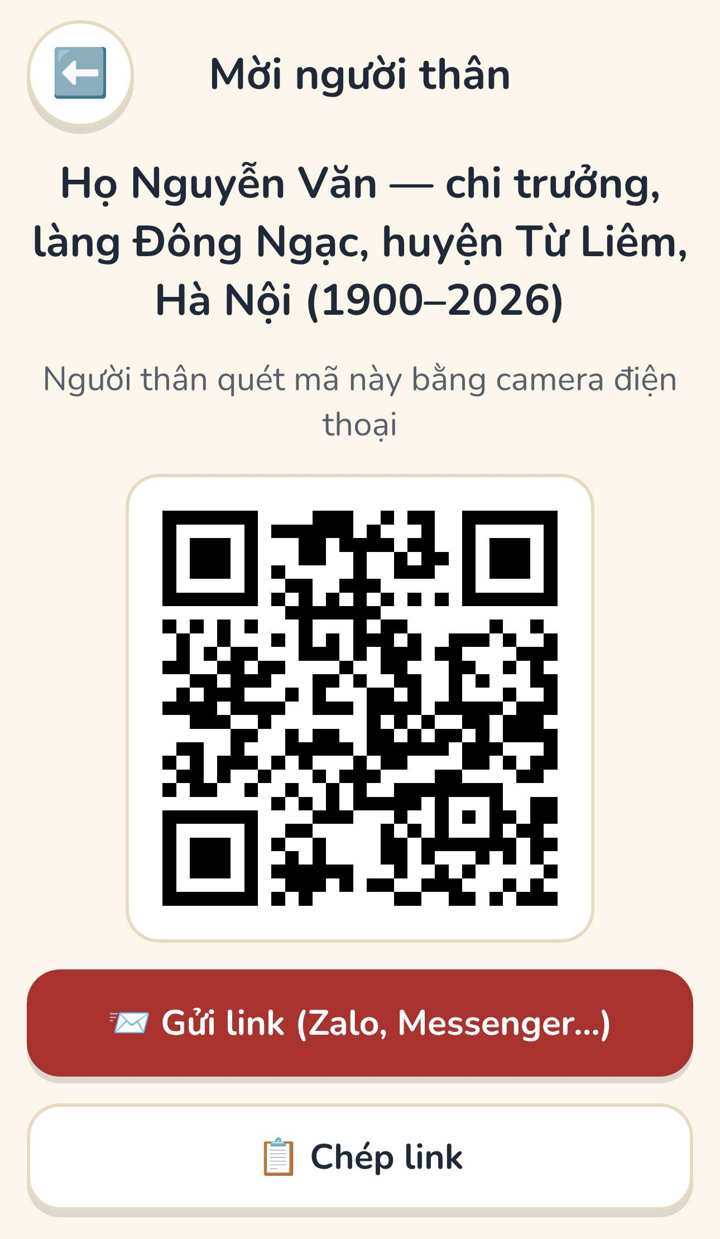 Mời người thân
Họ Nguyễn Văn — chi trưởng,
làng Đông Ngạc, huyện Từ Liêm,
Hà Nội (1900–2026)
Người thân quét mã này bằng camera điện
thoại
Gửi link (Zalo, Messenger...)
Chép link